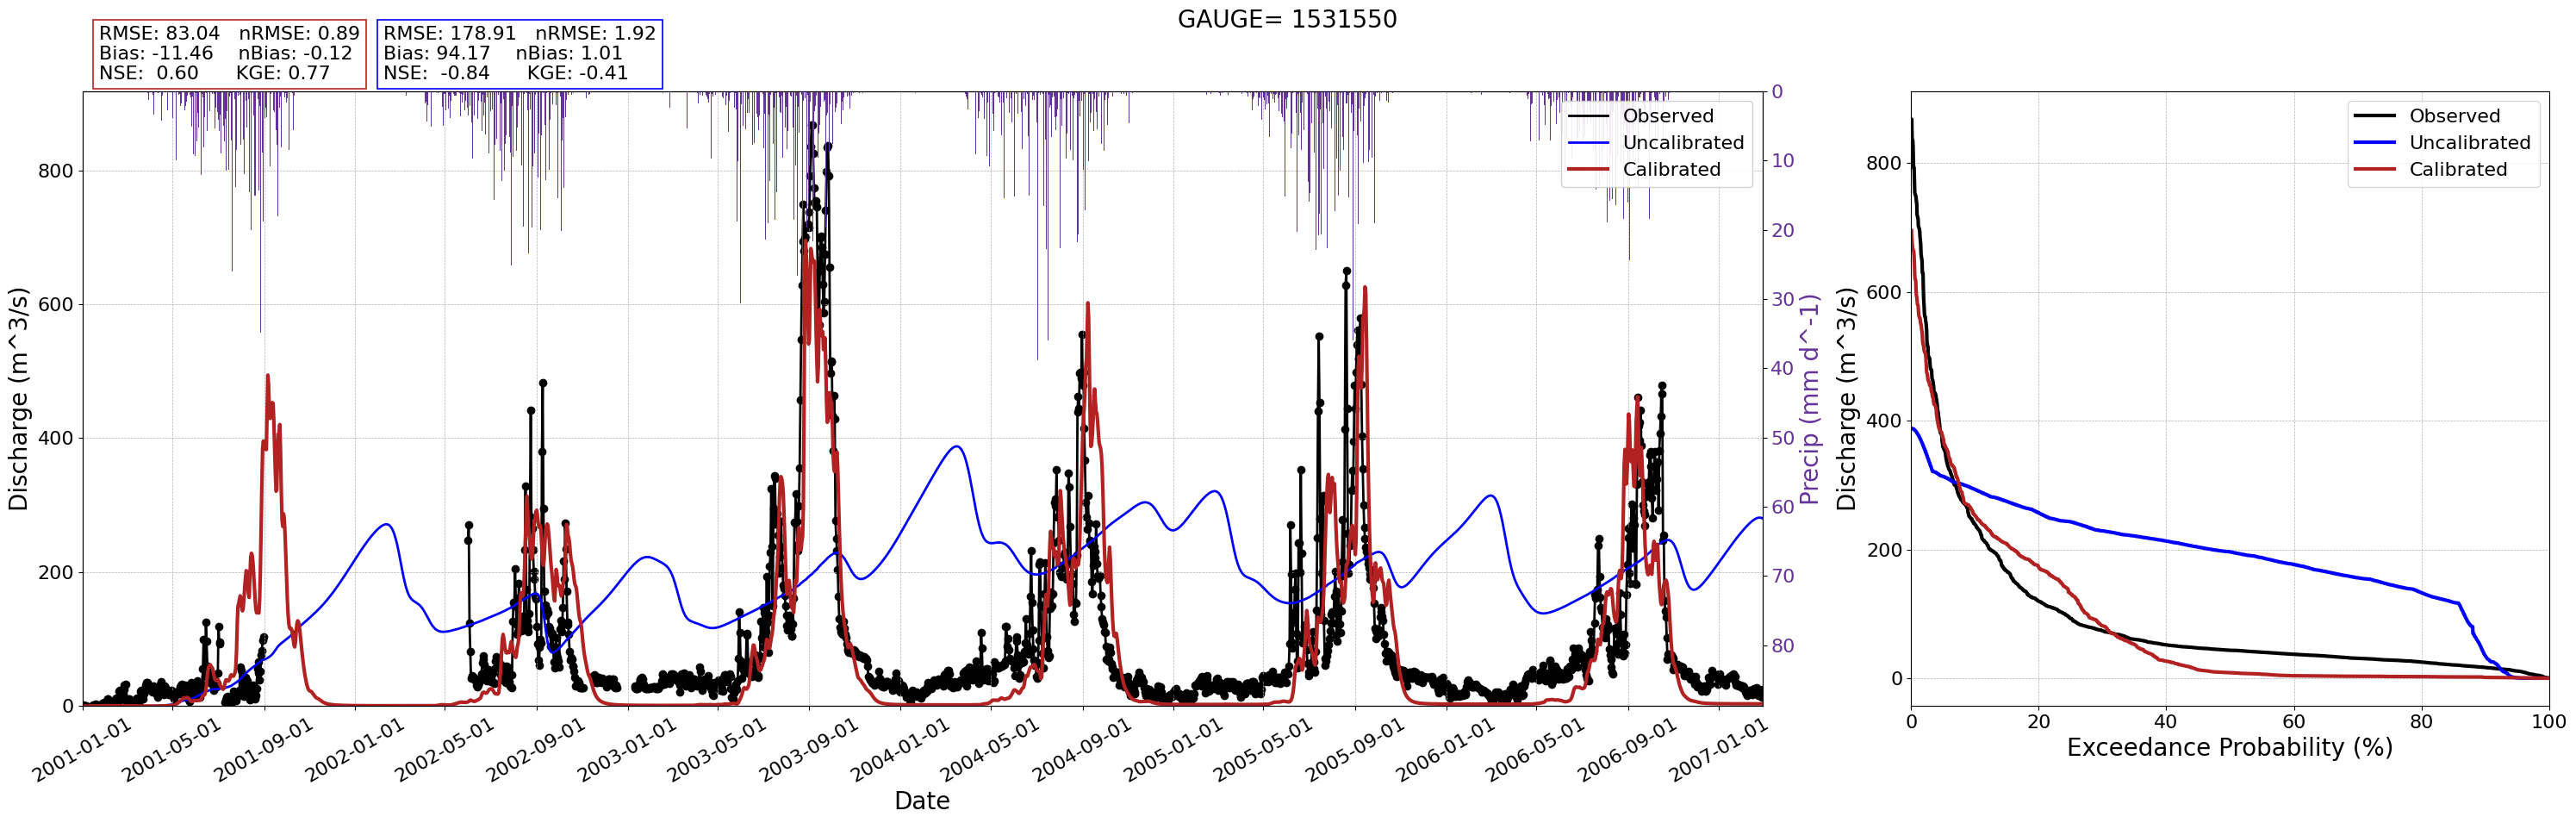 GAUGE= 1531550
RMSE: 83.04 nRMSE: 0.89
Bias: -11.46 nBias: -0.12
NSE: 0.60 KGE: 0.77
RMSE: 178.91 nRMSE: 1.92
Bias: 94.17 nBias: 1.01
NSE: -0.84 KGE: -0.41
Discharge (m^3/s)
800
600
400
200
0
Observed
Uncalibrated
Calibrated
0
10
20
30
40
50
60
70
80
Precip (mm d^-1)
2001-01-01
2001-05-01
2001-09-01
2002-01-01
2002-05-01
2002-09-01
2003-01-01
2003-05-01
2003-09-01
2004-01-01
2004-05-01
2004-09-01
2005-01-01
2005-05-01
2005-09-01
2006-01-01
2006-05-01
2006-09-01
2007-01-01
Date
Discharge (m^3/s)
800
600
400
200
0
Observed
Uncalibrated
Calibrated
0 20 40 60 80 100
Exceedance Probability (%)